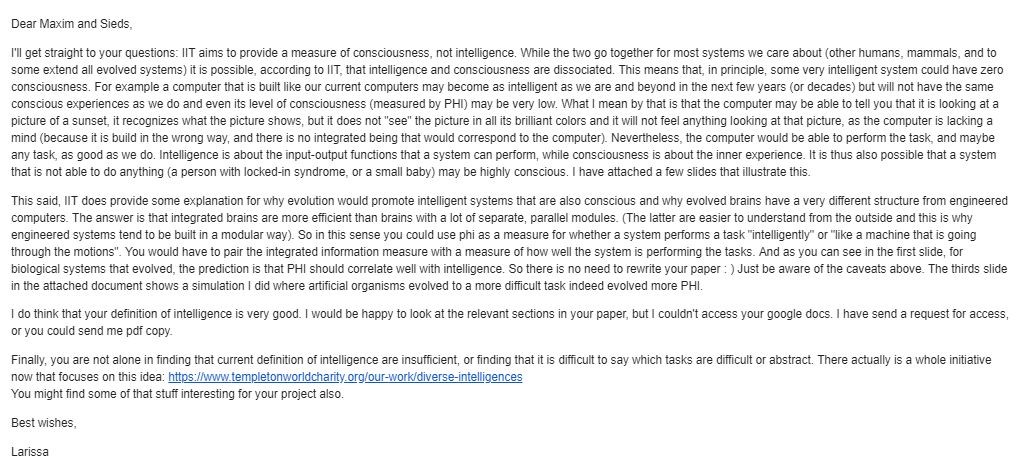 Dear Maxim and Sieds,
I'll get straight to your questions: IIT aims to provide a measure of consciousness, not intelligence. While the two go together for most systems we care about (other humans, mammals, and to
some extend all evolved systems) it is possible, according to IIT, that intelligence and consciousness are dissociated. This means that, in principle, some very intelligent system could have zero
consciousness. For example a computer that is built like our current computers may become as intelligent as we are and beyond in the next few years (or decades) but will not have the same
conscious experiences as we do and even its level of consciousness (measured by PHI) may be very low. What I mean by that is that the computer may be able to tell you that it is looking at a
picture of a sunset, it recognizes what the picture shows, but it does not "see" the picture in all its brilliant colors and it will not feel anything looking at that picture, as the computer is lacking a
mind (because it is build in the wrong way, and there is no integrated being that would correspond to the computer). Nevertheless, the computer would be able to perform the task, and maybe
any task, as good as we do. Intelligence is about the input-output functions that a system can perform, while consciousness is about the inner experience. It is thus also possible that a system
that is not able to do anything (a person with locked-in syndrome, or a small baby) may be highly conscious. I have attached a few slides that illustrate this.
This said, IIT does provide some explanation for why evolution would promote intelligent systems that are also conscious and why evolved brains have a very different structure from engineered
computers. The answer is that integrated brains are more efficient than brains with a lot of separate, parallel modules. (The latter are easier to understand from the outside and this is why
engineered systems tend to be built in a modular way). So in this sense you could use phi as a measure for whether a system performs a task "intelligently" or "like a machine that is going
through the motions". You would have to pair the integrated information measure with a measure of how well the system is performing the tasks. And as you can see in the first slide, for
biological systems that evolved, the prediction is that PHI should correlate well with intelligence. So there is no need to rewrite your paper : ) Just be aware of the caveats above. The thirds slide
in the attached document shows a simulation I did where artificial organisms evolved to a more difficult task indeed evolved more PHI.
I do think that your definition of intelligence is very good. I would be happy to look at the relevant sections in your paper, but I couldn't access your google docs. I have send a request for access,
or you could send me pdf copy.
Finally, you are not alone in finding that current definition of intelligence are insufficient, or finding that it is difficult to say which tasks are difficult or abstract. There actually is a whole initiative
now that focuses on this idea: https://www.templetonworldcharity.org/our-work/diverse-intelligences
You might find some of that stuff interesting for your project also.
Best wishes,
Larissa